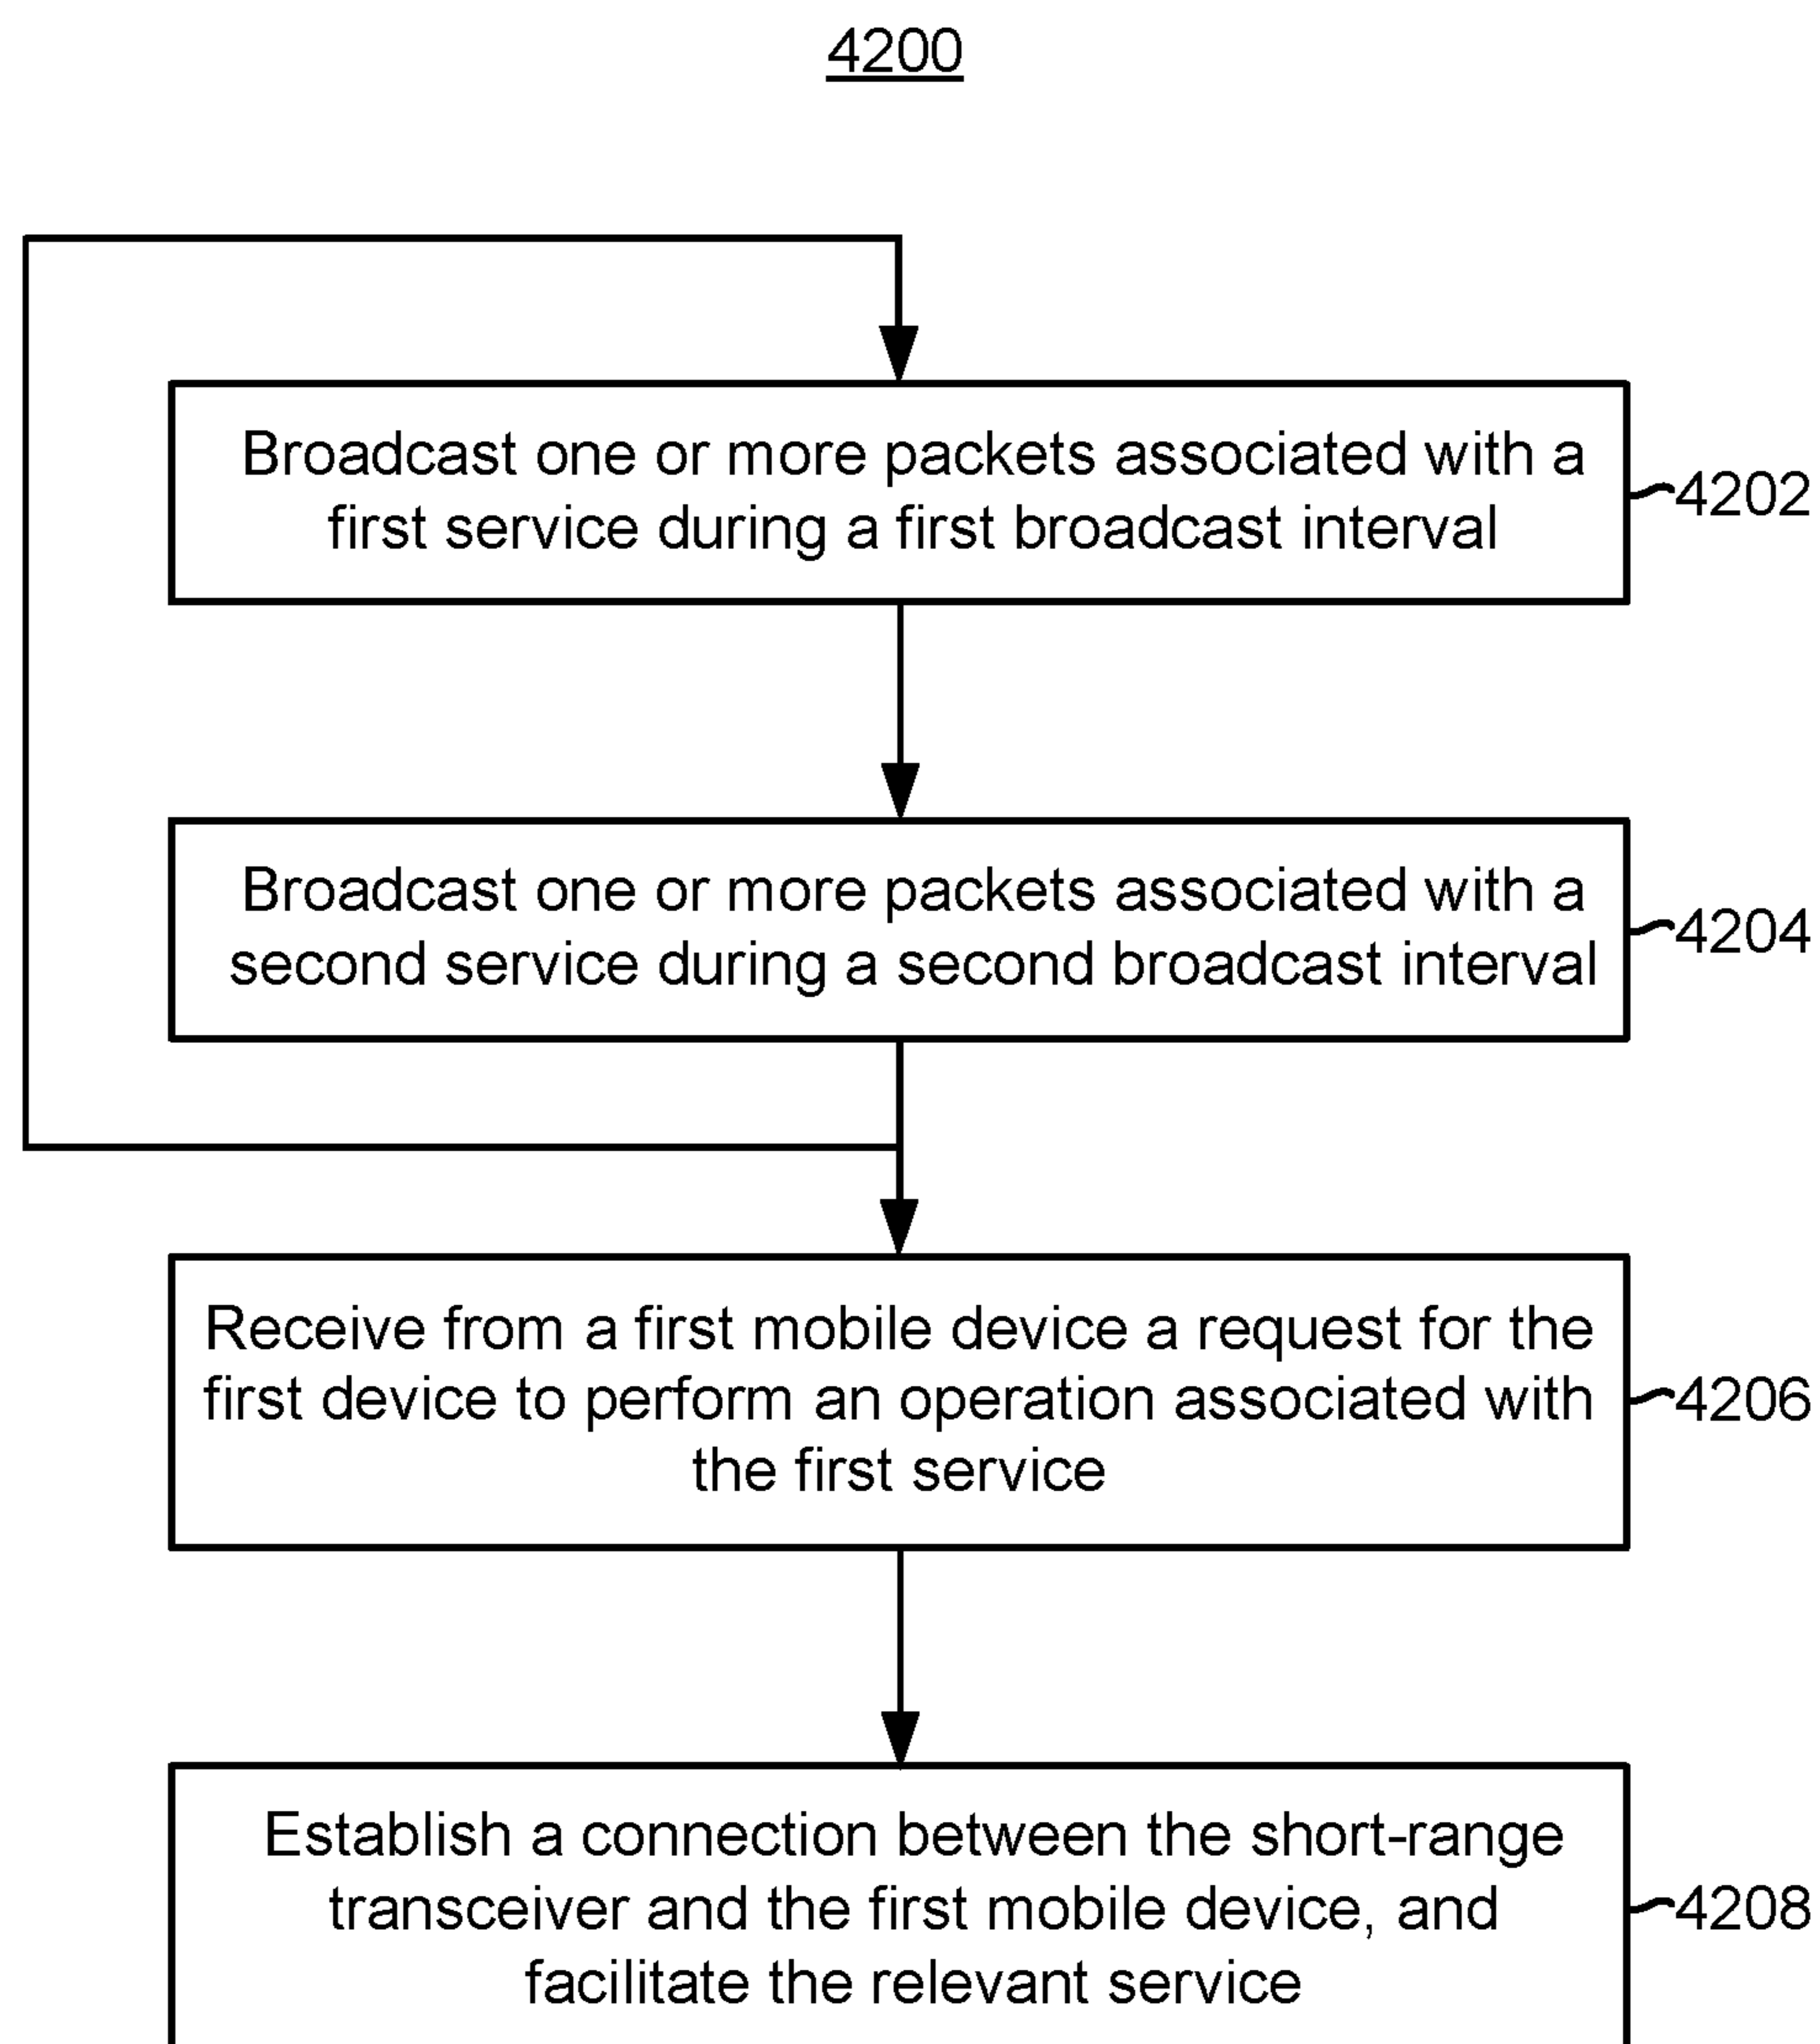 4200
Broadcast one or more packets associated with a
first service during a first broadcast interval
4202
Broadcast one or more packets associated with a
second service during a second broadcast interval
4204
Receive from a first mobile device a request for the
first device to perform an operation associated with
the first service
4206
Establish a connection between the short-range
transceiver and the first mobile device, and
facilitate the relevant service
4208